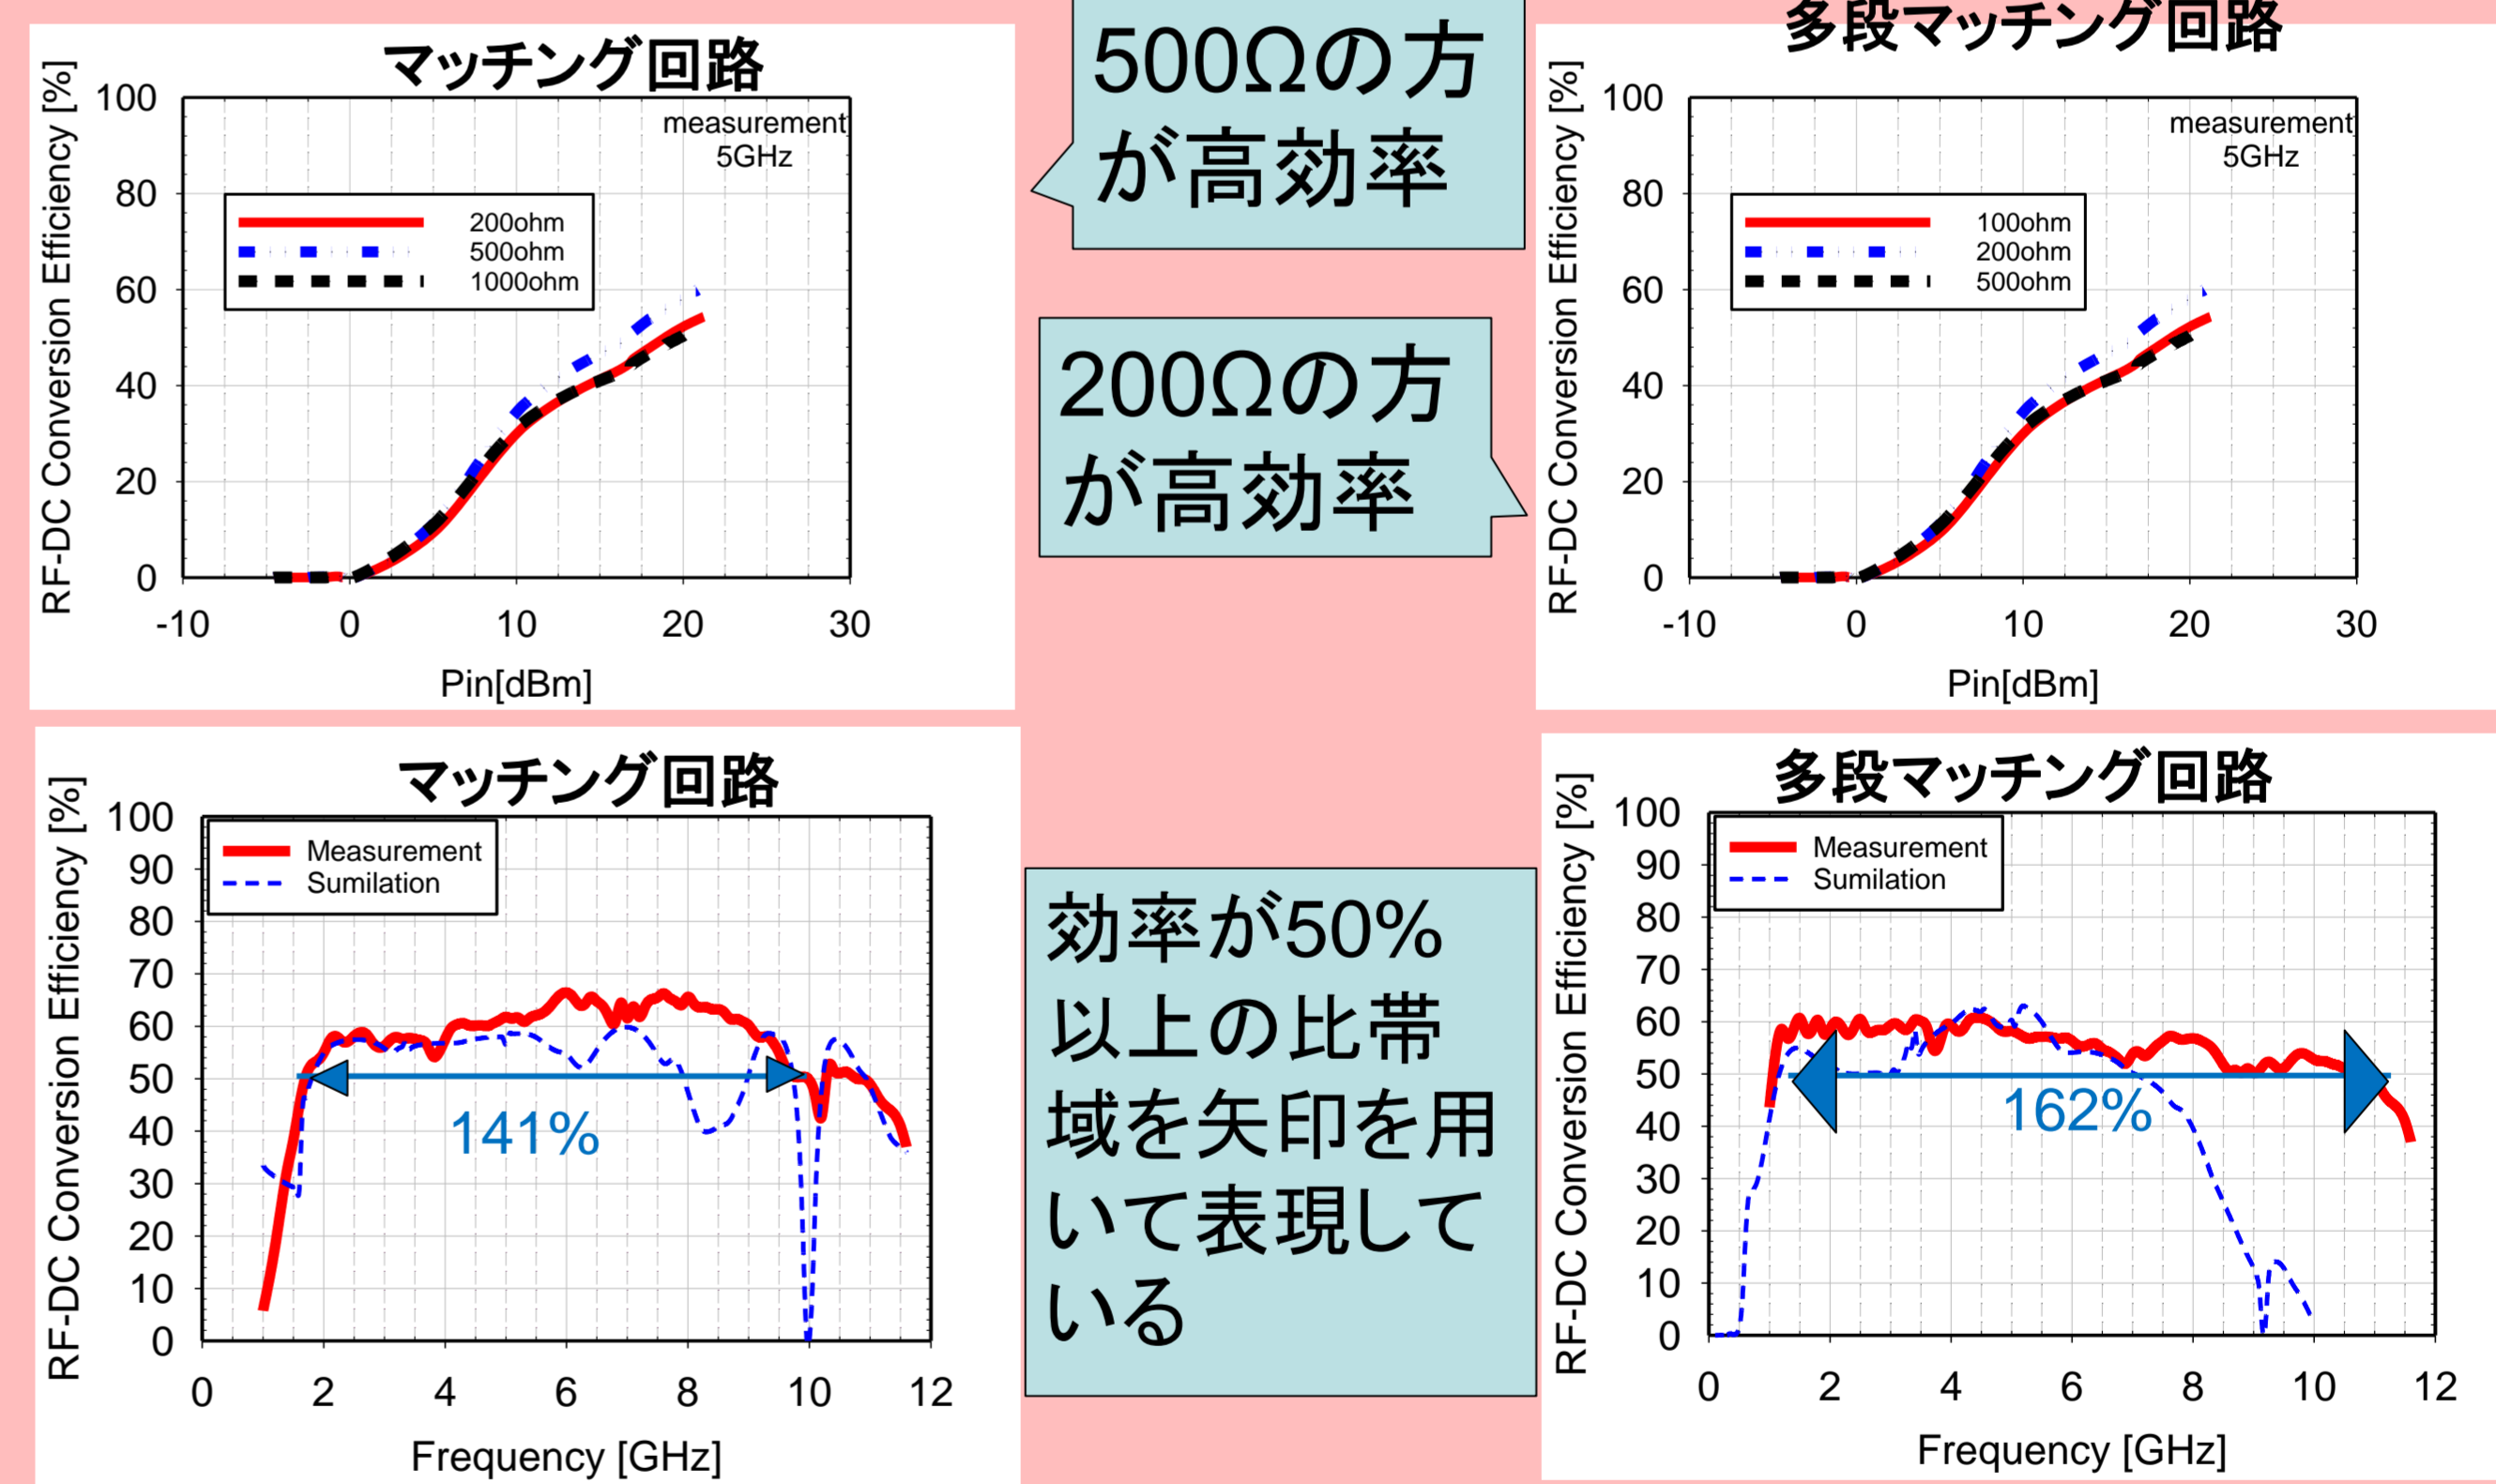 マッチング回路
RF-DC Conversion Efficiency [%]
100
80
60
40
20
0
measurement
5GHz
200ohm
500ohm
1000ohm
-10 0 10 20 30
Pin[dBm]
500Ωの方
が高効率
200Ωの方
が高効率
多段マッチング回路
RF-DC Conversion Efficiency [%]
100
80
60
40
20
0
measurement
5GHz
100ohm
200ohm
500ohm
-10 0 10 20 30
Pin[dBm]
マッチング回路
RF-DC Conversion Efficiency [%]
100
90
80
70
60
50
40
30
20
10
0
Measurement
Sumilation
141%
0 2 4 6 8 10 12
Frequency [GHz]
効率が50%
以上の比帯
域を矢印を用
いて表現して
いる
多段マッチング回路
RF-DC Conversion Efficiency [%]
100
90
80
70
60
50
40
30
20
10
0
Measurement
Sumilation
162%
0 2 4 6 8 10 12
Frequency [GHz]